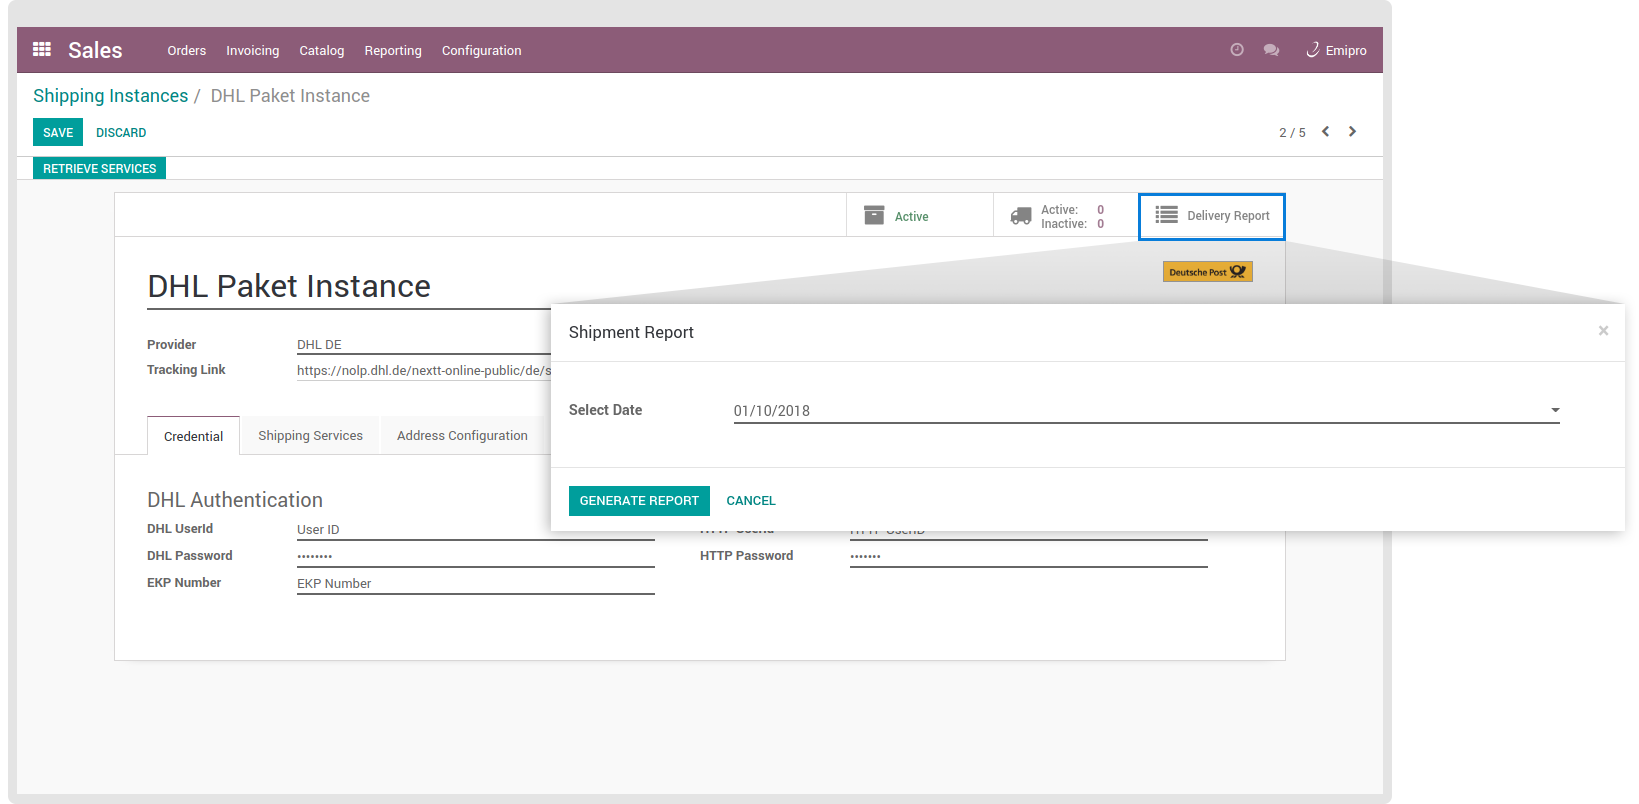 Sales Orders Invoicing Catalog Reporting Configuration Emipro
Shipping Instances / DHL Paket Instance
SAVE DISCARD 2 / 5
RETRIEVE SERVICES
Active
Active: 0
Inactive: 0
Delivery Report
Deutsche Post
DHL Paket Instance
Provider DHL DE
Tracking Link https://nolp.dhl.de/nextt-online-public/de/s
Credential Shipping Services Address Configuration
DHL Authentication
DHL UserId User ID
DHL Password ••••••••
HTTP Password •••••••
EKP Number EKP Number
Shipment Report ×
Select Date 01/10/2018
GENERATE REPORT CANCEL